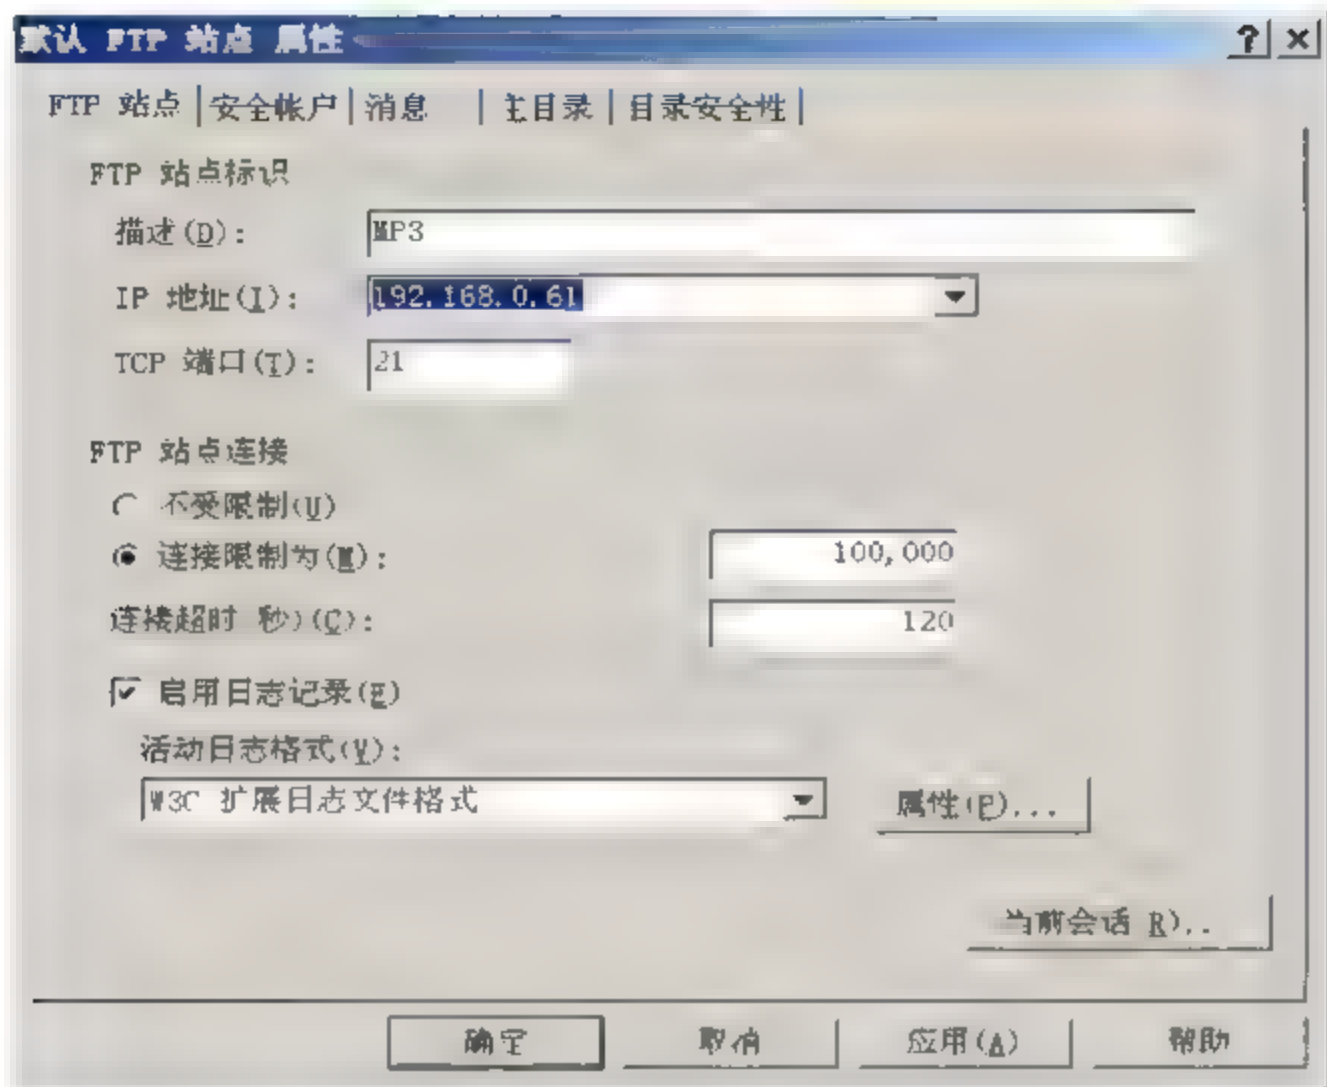 默认 FTP 站点 属性 ? ×
FTP 站点 安全帐户 消息 主目录 目录安全性
FTP 站点标识
描述(D): MP3
IP 地址(I): 192.168.0.61
TCP 端口(T): 21
FTP 站点连接
不受限制(U)
连接限制为(M): 100,000
连接超时 秒)(C): 120
启用日志记录(E)
活动日志格式(V):
W3C 扩展日志文件格式 属性(P)...
当前会话 R)..
确定 取消 应用(A) 帮助